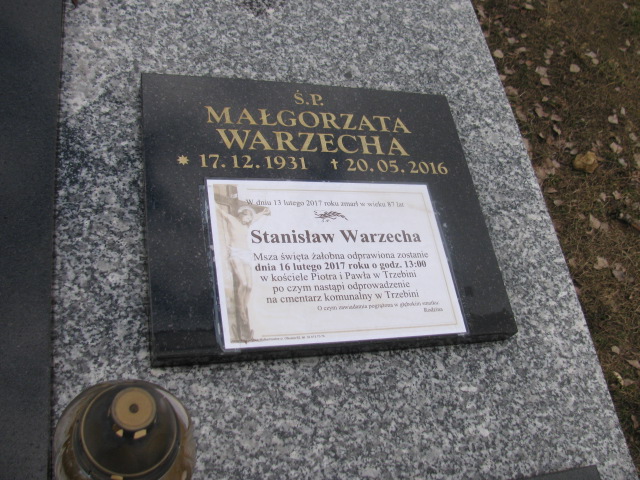 Ś.P.
MAŁGORZATA
WARZECHA
* 17.12.1931 ✝ 20.05.2016
W dniu 13 lutego 2017 roku zmarł w wieku 87 lat
Stanisław Warzecha
Msza święta żałobna odprawiona zostanie
dnia 16 lutego 2017 roku o godz. 13:00
w kościele Piotra i Pawła w Trzebini
po czym nastąpi odprowadzenie
na cmentarz komunalny w Trzebini
O czym zawiadamia pogrążona w głębokim smutku
Rodzina